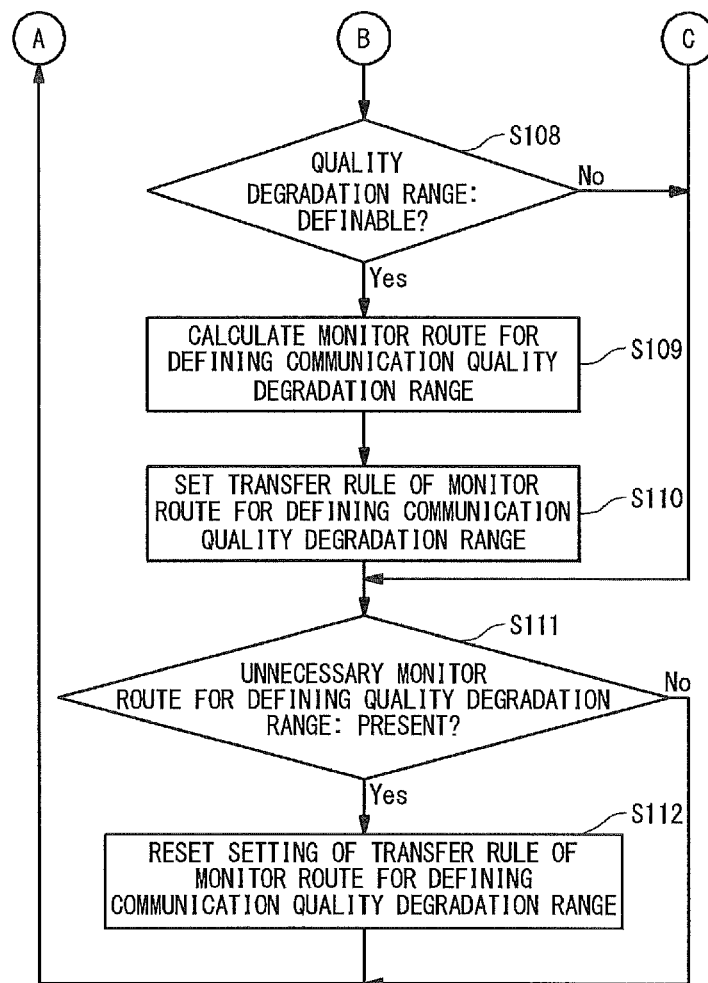 A
B
C
S108
QUALITY
DEGRADATION RANGE:
DEFINABLE?
No
Yes
CALCULATE MONITOR ROUTE FOR
DEFINING COMMUNICATION QUALITY
DEGRADATION RANGE
S109
SET TRANSFER RULE OF MONITOR
ROUTE FOR DEFINING COMMUNICATION
QUALITY DEGRADATION RANGE
S110
S111
UNNECESSARY MONITOR
ROUTE FOR DEFINING QUALITY DEGRADATION
RANGE: PRESENT?
No
Yes
S112
RESET SETTING OF TRANSFER RULE OF
MONITOR ROUTE FOR DEFINING
COMMUNICATION QUALITY DEGRADATION RANGE